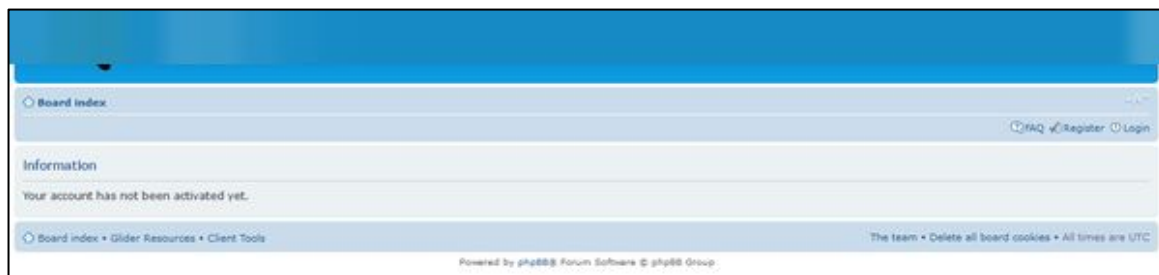 Board index
FAQ Register Login
Information
Your account has not been activated yet.
Board index • Glider Resources • Client Tools
The team • Delete all board cookies • All times are UTC
Powered by phpBB® Forum Software © phpBB Group